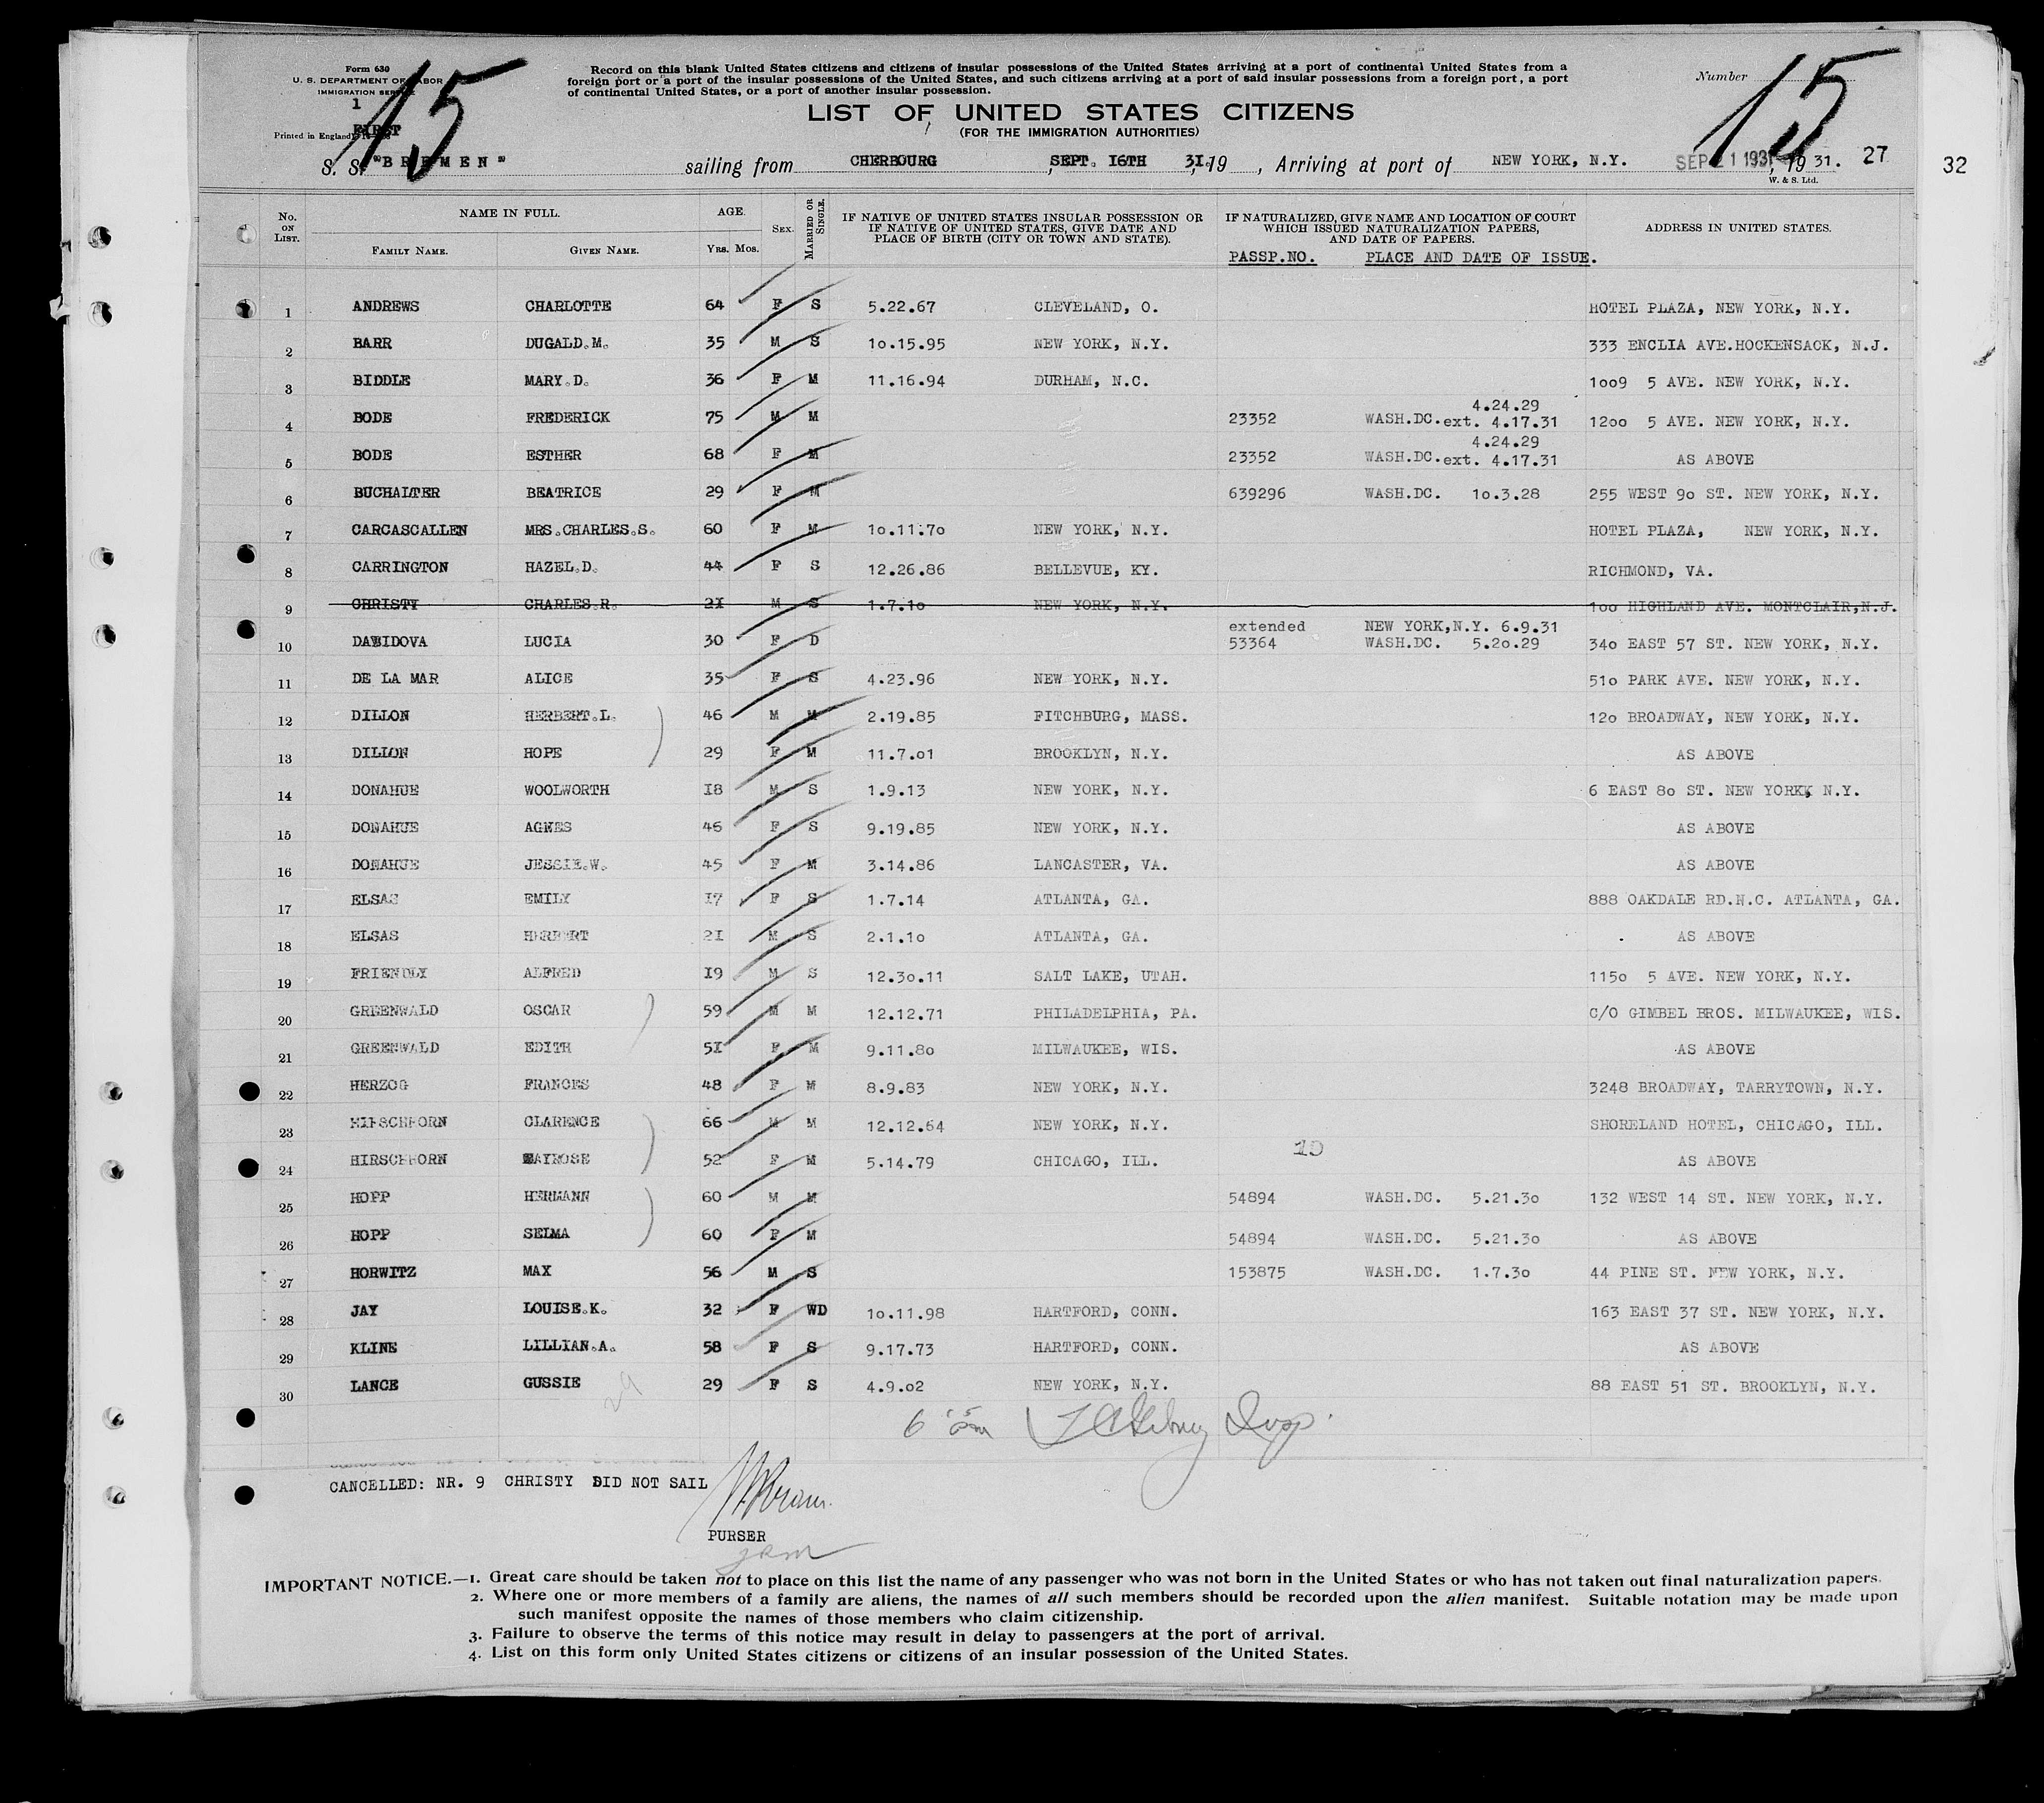 Form 630
U. S. DEPARTMENT OF LABOR
IMMIGRATION SERVICE
1
FIRST
Printed in England
15
Record on this blank United States citizens and citizens of insular possessions of the United States arriving at a port of continental United States from a
foreign port or a port of the insular possessions of the United States, and such citizens arriving at a port of said insular possessions from a foreign port, a port
of continental United States, or a port of another insular possession.
LIST OF UNITED STATES CITIZENS
(FOR THE IMMIGRATION AUTHORITIES)
Number 15
S. S. "BREMEN" sailing from CHERBOURG, SEPT. 16TH 31, 19 , Arriving at port of NEW YORK, N.Y. SEP 21 1931, 1931. 27
W. & S. Ltd.
32
No. ON LIST. NAME IN FULL. AGE. SEX. MARRIED OR SINGLE. IF NATIVE OF UNITED STATES INSULAR POSSESSION OR IF NATIVE OF UNITED STATES, GIVE DATE AND PLACE OF BIRTH (CITY OR TOWN AND STATE). IF NATURALIZED, GIVE NAME AND LOCATION OF COURT WHICH ISSUED NATURALIZATION PAPERS, AND DATE OF PAPERS. ADDRESS IN UNITED STATES.
FAMILY NAME. GIVEN NAME. YRS. MOS. PASSP.NO. PLACE AND DATE OF ISSUE.
1 ANDREWS CHARLOTTE 64 F S 5.22.67 CLEVELAND, O. HOTEL PLAZA, NEW YORK, N.Y.
2 BARR DUGALD.M. 35 M S 10.15.95 NEW YORK, N.Y. 333 ENCLIA AVE.HOCKENSACK, N.J.
3 BIDDLE MARY.D. 36 F M 11.16.94 DURHAM, N.C. 1009 5 AVE. NEW YORK, N.Y.
4.24.29
4 BODE FREDERICK 75 M M 23352 WASH.DC. ext. 4.17.31 1200 5 AVE. NEW YORK, N.Y.
4.24.29
5 BODE ESTHER 68 F M 23352 WASH.DC. ext. 4.17.31 AS ABOVE
6 BUCHALTER BEATRICE 29 F M 639296 WASH.DC. 10.3.28 255 WEST 90 ST. NEW YORK, N.Y.
7 CARCASCALLEN MRS.CHARLES.S. 60 F M 10.11.70 NEW YORK, N.Y. HOTEL PLAZA, NEW YORK, N.Y.
8 CARRINGTON HAZEL.D. 44 F S 12.26.86 BELLEVUE, KY. RICHMOND, VA.
9 CHRISTY CHARLES.R. 21 M S 1.7.10 NEW YORK, N.Y. 100 HIGHLAND AVE. MONTCLAIR,N.J.
extended NEW YORK,N.Y. 6.9.31
10 DAVIDOVA LUCIA 30 F D 53364 WASH.DC. 5.20.29 340 EAST 57 ST. NEW YORK, N.Y.
11 DE LA MAR ALICE 35 F S 4.23.96 NEW YORK, N.Y. 510 PARK AVE. NEW YORK, N.Y.
12 DILLON HERBERT.L. 46 M M 2.19.85 FITCHBURG, MASS. 120 BROADWAY, NEW YORK, N.Y.
13 DILLON HOPE 29 F M 11.7.01 BROOKLYN, N.Y. AS ABOVE
14 DONAHUE WOOLWORTH 18 M S 1.9.13 NEW YORK, N.Y. 6 EAST 80 ST. NEW YORK, N.Y.
15 DONAHUE AGNES 46 F S 9.19.85 NEW YORK, N.Y. AS ABOVE
16 DONAHUE JESSIE.W. 45 F M 3.14.86 LANCASTER, VA. AS ABOVE
17 ELSAS EMILY 17 F S 1.7.14 ATLANTA, GA. 888 OAKDALE RD.N.C. ATLANTA, GA.
18 ELSAS HERBERT 21 M S 2.1.10 ATLANTA, GA. AS ABOVE
19 FRIENDLY ALFRED 19 M S 12.30.11 SALT LAKE, UTAH. 1150 5 AVE. NEW YORK, N.Y.
20 GREENWALD OSCAR 59 M M 12.12.71 PHILADELPHIA, PA. C/O GIMBEL BROS. MILWAUKEE, WIS.
21 GREENWALD EDITH 51 F M 9.11.80 MILWAUKEE, WIS. AS ABOVE
22 HERZOG FRANCES 48 F M 8.9.83 NEW YORK, N.Y. 3248 BROADWAY, TARRYTOWN, N.Y.
23 HIRSCHHORN CLARENCE 66 M M 12.12.64 NEW YORK, N.Y. SHORELAND HOTEL, CHICAGO, ILL.
10
24 HIRSCHHORN MAYROSE 52 F M 5.14.79 CHICAGO, ILL. AS ABOVE
25 HOPP HERMANN 60 M M 54894 WASH.DC. 5.21.30 132 WEST 14 ST. NEW YORK, N.Y.
26 HOPP SELMA 60 F M 54894 WASH.DC. 5.21.30 AS ABOVE
27 HORWITZ MAX 56 M S 153875 WASH.DC. 1.7.30 44 PINE ST. NEW YORK, N.Y.
28 JAY LOUISE.K. 32 F WD 10.11.98 HARTFORD, CONN. 163 EAST 37 ST. NEW YORK, N.Y.
29 KLINE LILLIAN.A. 58 F S 9.17.73 HARTFORD, CONN. AS ABOVE
30 LANCE GUSSIE 29 F S 4.9.02 NEW YORK, N.Y. 88 EAST 51 ST. BROOKLYN, N.Y.
29
CANCELLED: NR. 9 CHRISTY DID NOT SAIL
PURSER
IMPORTANT NOTICE.—1. Great care should be taken not to place on this list the name of any passenger who was not born in the United States or who has not taken out final naturalization papers.
2. Where one or more members of a family are aliens, the names of all such members should be recorded upon the alien manifest. Suitable notation may be made upon
such manifest opposite the names of those members who claim citizenship.
3. Failure to observe the terms of this notice may result in delay to passengers at the port of arrival.
4. List on this form only United States citizens or citizens of an insular possession of the United States.